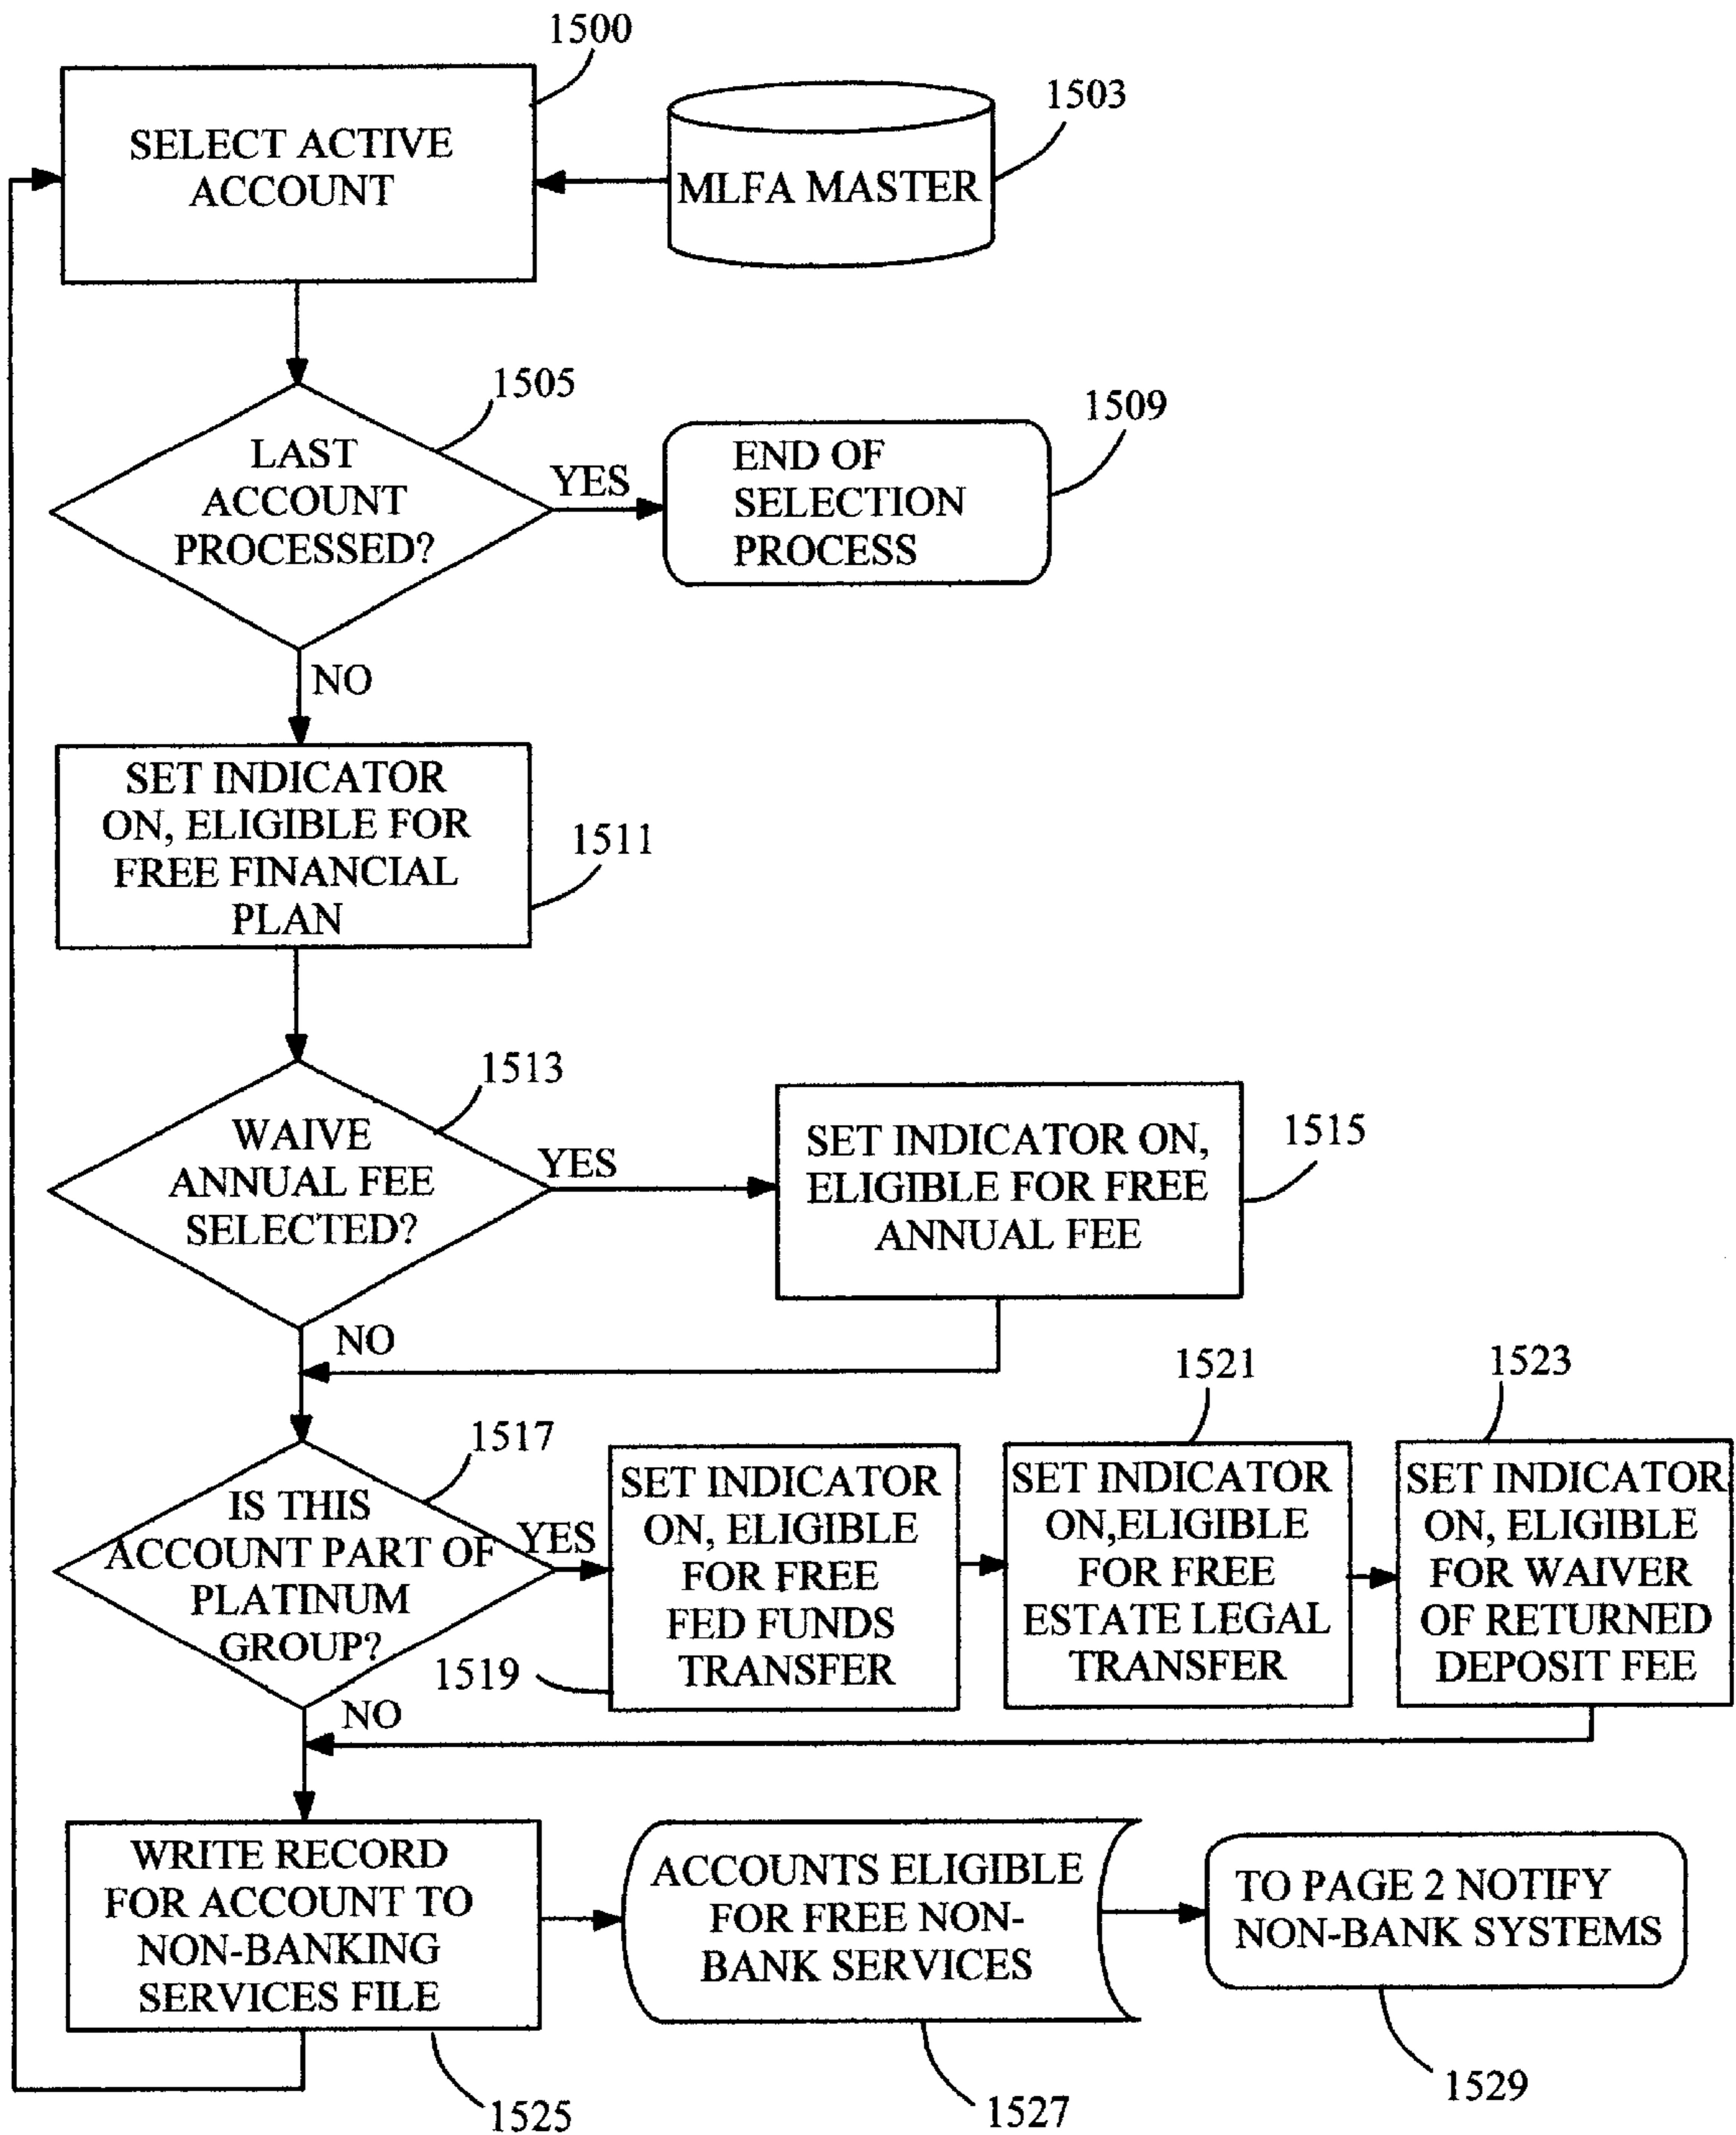 1500
SELECT ACTIVE
ACCOUNT
1503
MLFA MASTER
1505
LAST
ACCOUNT
PROCESSED?
YES
1509
END OF
SELECTION
PROCESS
NO
SET INDICATOR
ON, ELIGIBLE FOR
FREE FINANCIAL
PLAN
1511
1513
WAIVE
ANNUAL FEE
SELECTED?
YES
SET INDICATOR ON,
ELIGIBLE FOR FREE
ANNUAL FEE
1515
NO
1517
IS THIS
ACCOUNT PART OF
PLATINUM
GROUP?
YES
SET INDICATOR
ON, ELIGIBLE
FOR FREE
FED FUNDS
TRANSFER
1519
1521
SET INDICATOR
ON,ELIGIBLE
FOR FREE
ESTATE LEGAL
TRANSFER
1523
SET INDICATOR
ON, ELIGIBLE
FOR WAIVER
OF RETURNED
DEPOSIT FEE
NO
WRITE RECORD
FOR ACCOUNT TO
NON-BANKING
SERVICES FILE
1525
ACCOUNTS ELIGIBLE
FOR FREE NON-
BANK SERVICES
1527
TO PAGE 2 NOTIFY
NON-BANK SYSTEMS
1529